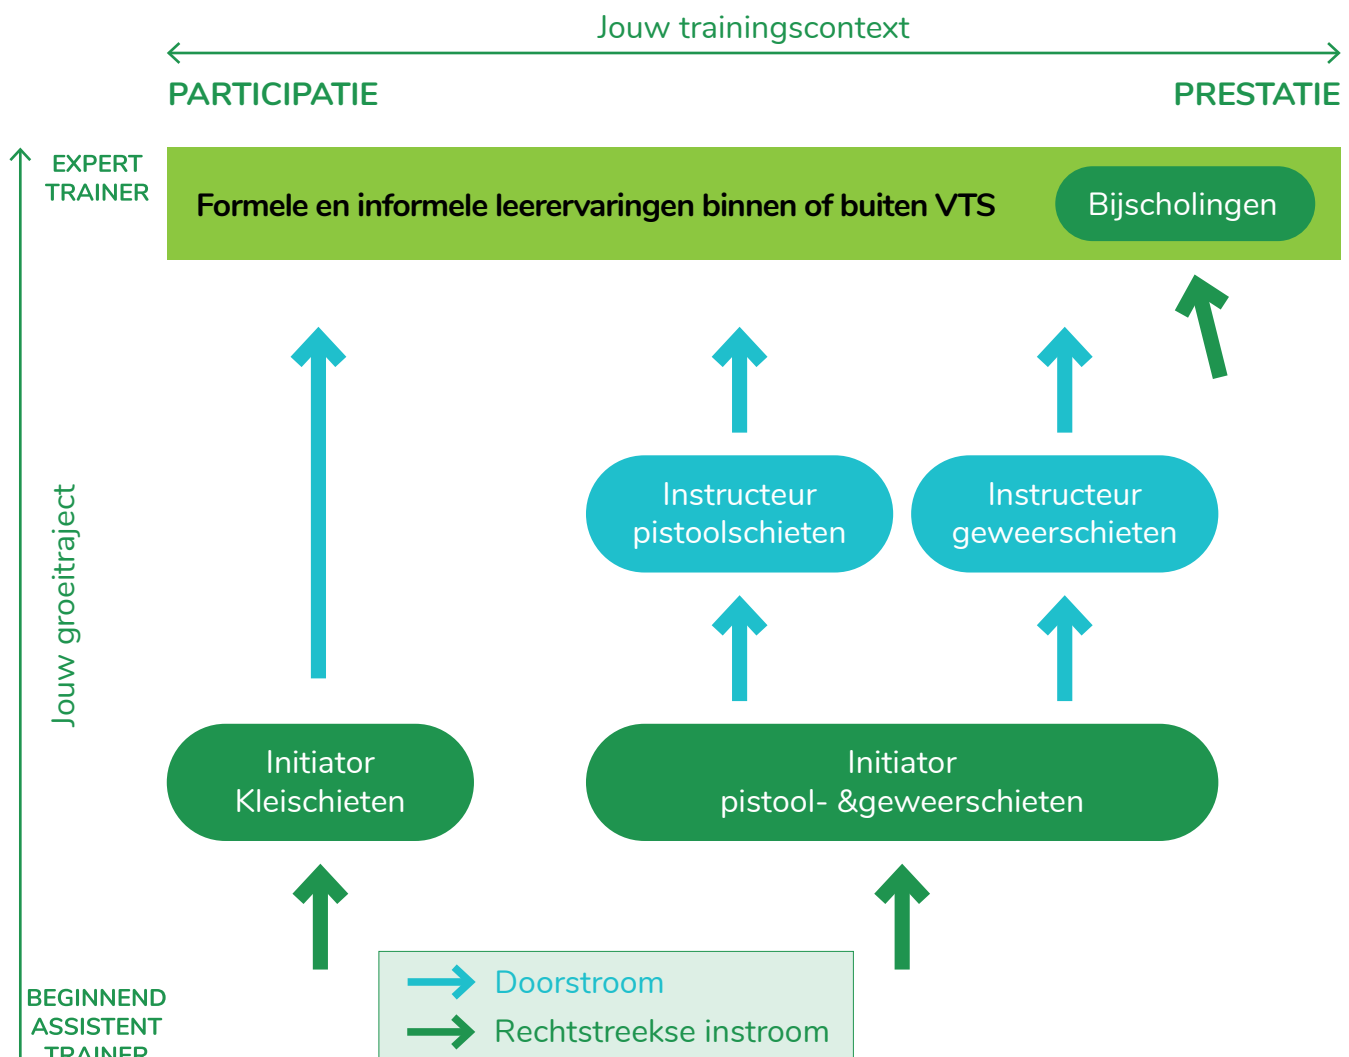 Jouw trainingscontext
PARTICIPATIE
PRESTATIE
EXPERT
TRAINER
Formele en informele leerervaringen binnen of buiten VTS
Bijscholingen
Instructeur
pistoolschieten
Instructeur
geweerschieten
Jouw groeitraject
Initiator
Kleischieten
Initiator
pistool- &geweerschieten
Doorstroom
Rechtstreekse instroom
BEGINNEND
ASSISTENT
TRAINER